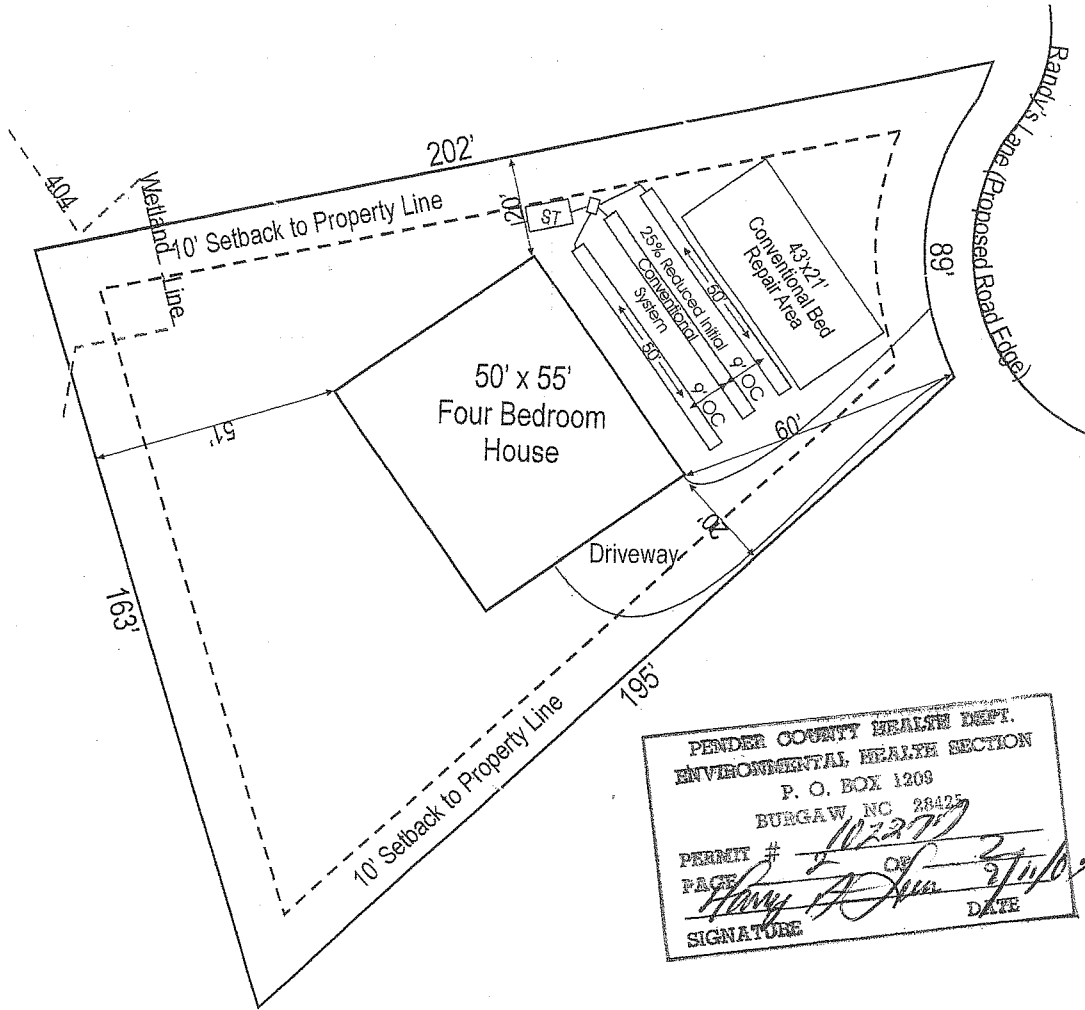 Randy's Lane (Proposed Road Edge)
202'
404
Wetland Line
10' Setback to Property Line
20'
ST
43'x21'
Conventional Bed
Repair Area
89'
25% Reduced Initial
Conventional
System
50'
50'
9' OC
9' OC
50' x 55'
Four Bedroom
House
51'
60'
20'
Driveway
163'
195'
10' Setback to Property Line
PENDER COUNTY HEALTH DEPT.
ENVIRONMENTAL HEALTH SECTION
P. O. BOX 1209
BURGAW, NC 28425
PERMIT #
PAGE 2 OF 2
SIGNATURE DATE